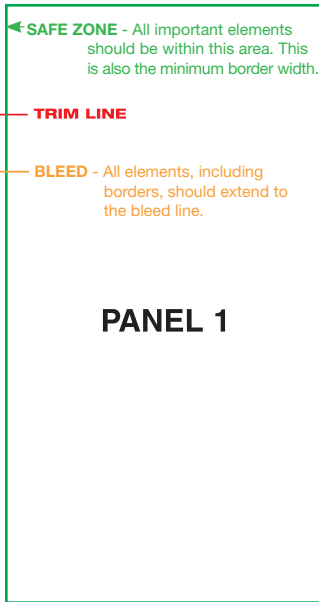 SAFE ZONE - All important elements
should be within this area. This
is also the minimum border width.
TRIM LINE
BLEED - All elements, including
borders, should extend to
the bleed line.
PANEL 1